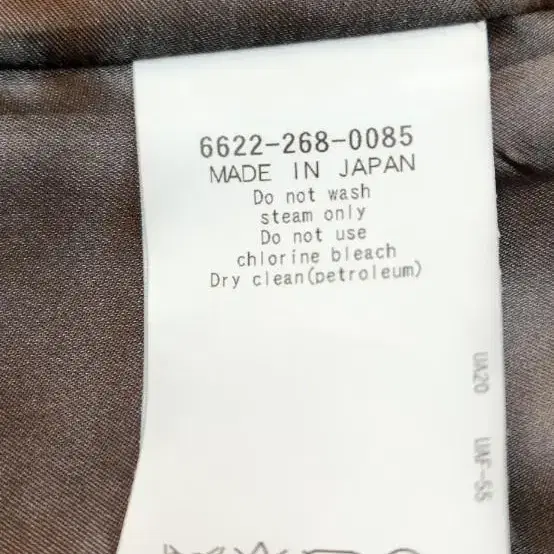 6622-268-0085
MADE IN JAPAN
Do not wash
steam only
Do not use
chlorine bleach
Dry clean(petroleum)
UA20 UAF-55